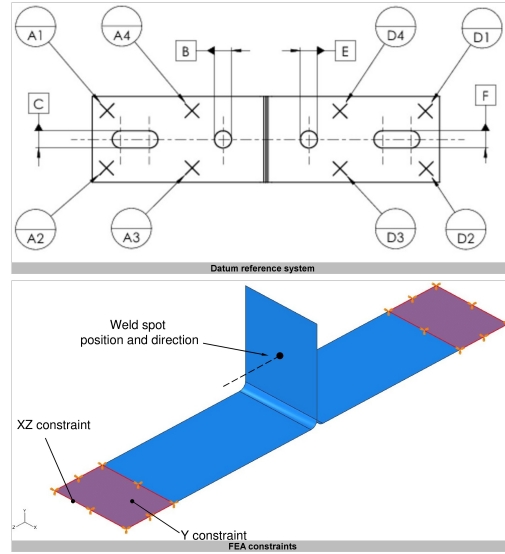 A1
A4
B
E
D4
D1
C
F
A2
A3
D3
D2
Datum reference system
Weld spot
position and direction
XZ constraint
Y constraint
Y
Z
X
FEA constraints